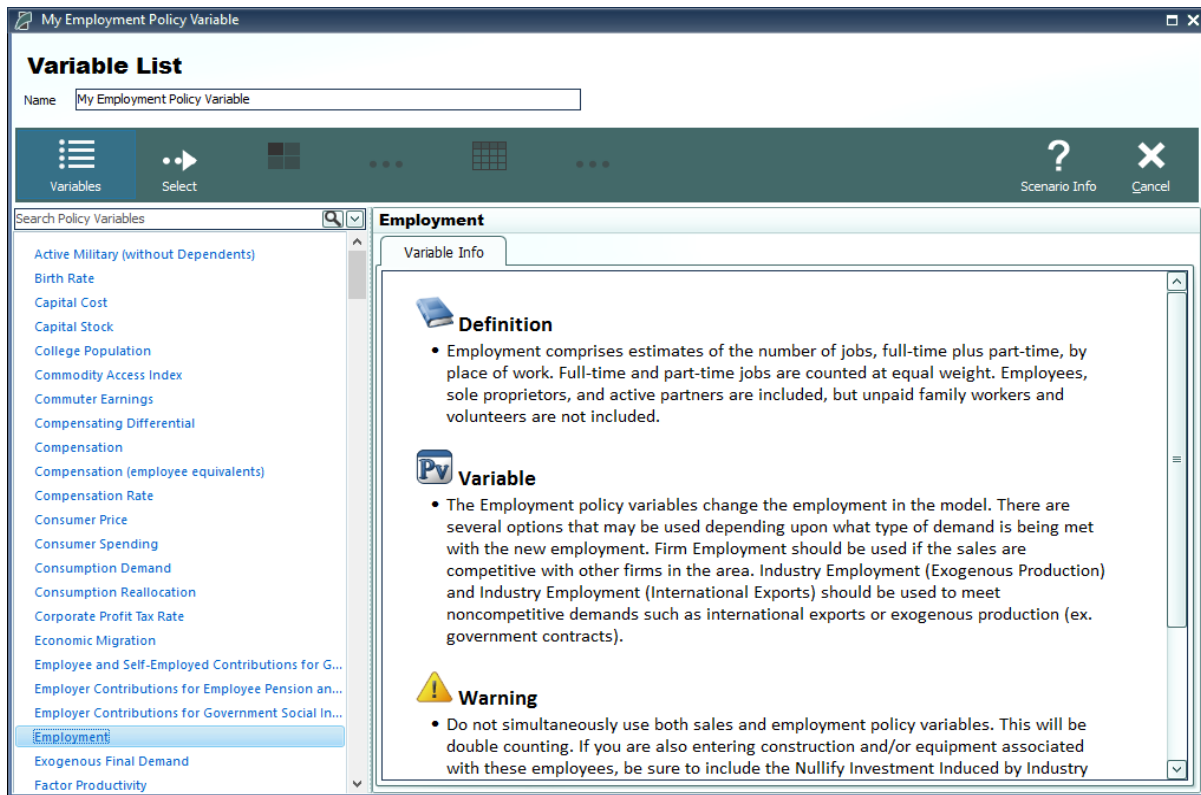 My Employment Policy Variable
Variable List
Name My Employment Policy Variable
Variables
Select
Scenario Info
Cancel
Search Policy Variables
Active Military (without Dependents)
Birth Rate
Capital Cost
Capital Stock
College Population
Commodity Access Index
Commuter Earnings
Compensating Differential
Compensation
Compensation (employee equivalents)
Compensation Rate
Consumer Price
Consumer Spending
Consumption Demand
Consumption Reallocation
Corporate Profit Tax Rate
Economic Migration
Employee and Self-Employed Contributions for G...
Employer Contributions for Employee Pension an...
Employer Contributions for Government Social In...
Employment
Exogenous Final Demand
Factor Productivity
Employment
Variable Info
Definition
• Employment comprises estimates of the number of jobs, full-time plus part-time, by
place of work. Full-time and part-time jobs are counted at equal weight. Employees,
sole proprietors, and active partners are included, but unpaid family workers and
volunteers are not included.
Pv Variable
• The Employment policy variables change the employment in the model. There are
several options that may be used depending upon what type of demand is being met
with the new employment. Firm Employment should be used if the sales are
competitive with other firms in the area. Industry Employment (Exogenous Production)
and Industry Employment (International Exports) should be used to meet
noncompetitive demands such as international exports or exogenous production (ex.
government contracts).
Warning
• Do not simultaneously use both sales and employment policy variables. This will be
double counting. If you are also entering construction and/or equipment associated
with these employees, be sure to include the Nullify Investment Induced by Industry